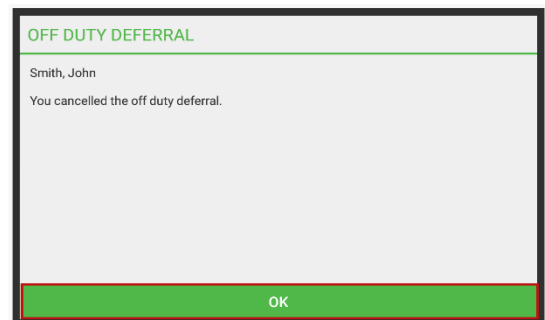 OFF DUTY DEFERRAL
Smith, John
You cancelled the off duty deferral.
OK